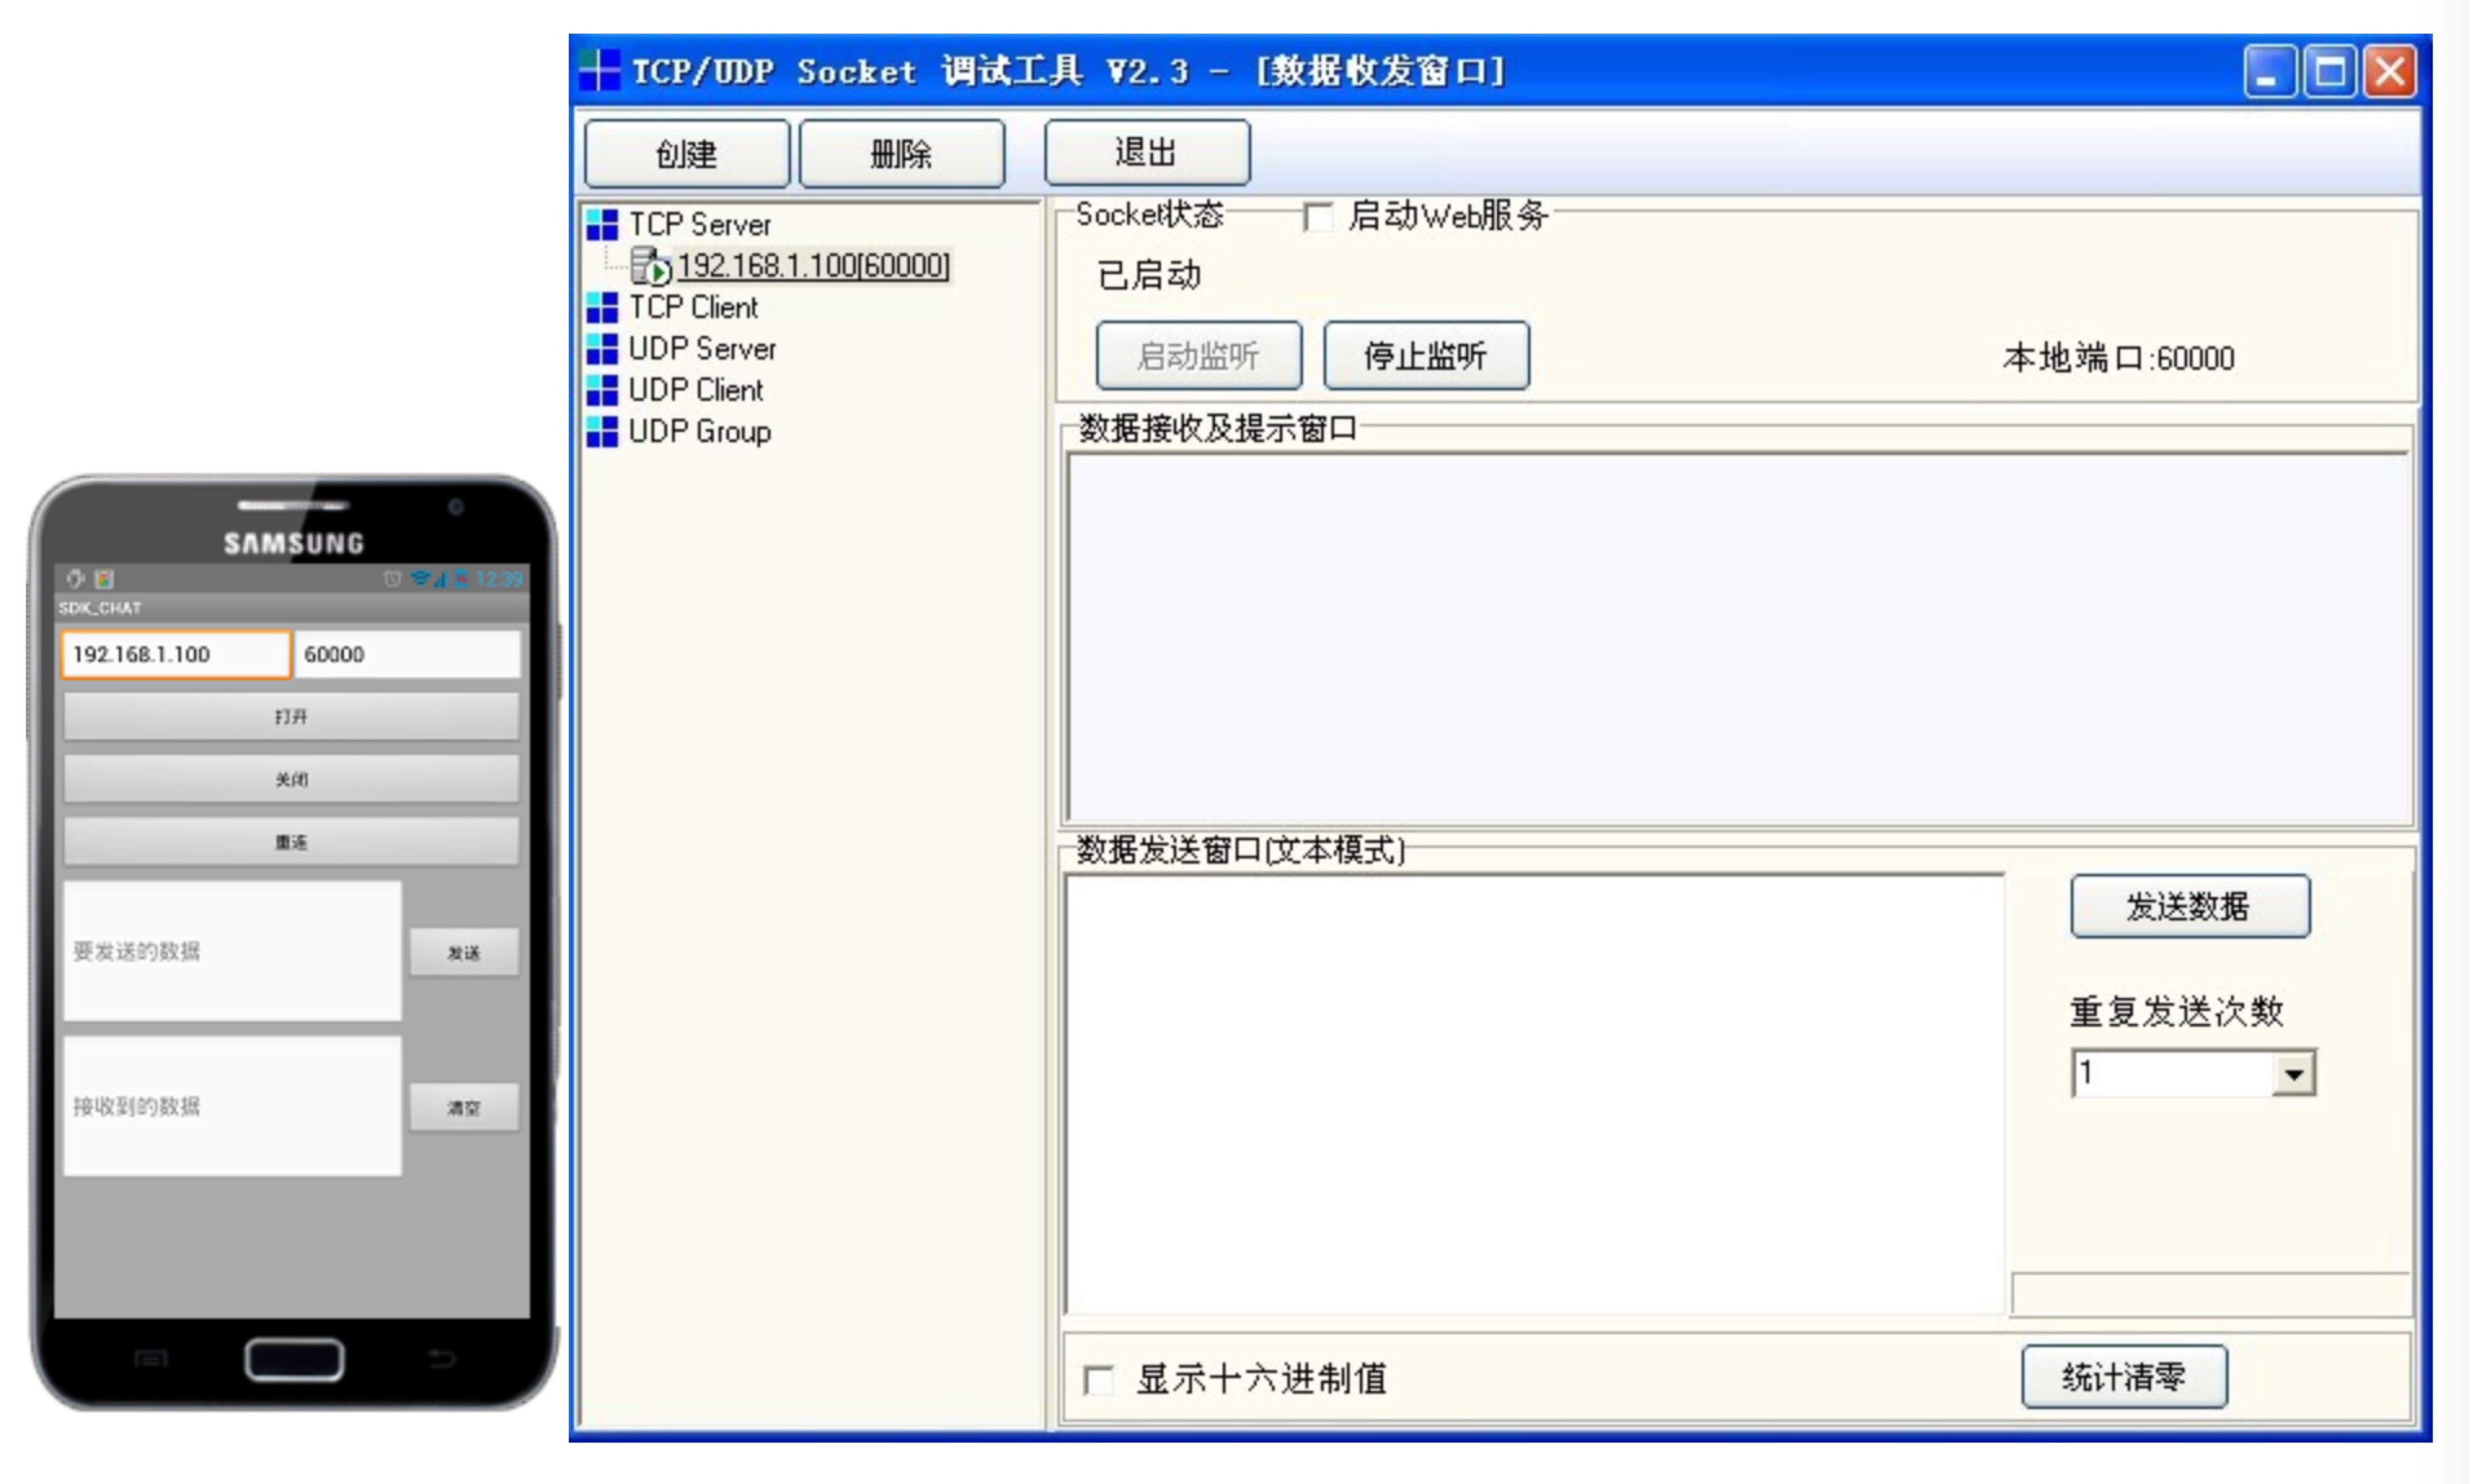 TCP/UDP Socket 调试工具 V2.3 - [数据收发窗口]
创建 删除 退出
TCP Server
192.168.1.100[60000]
TCP Client
UDP Server
UDP Client
UDP Group
Socket状态 启动Web服务
已启动
启动监听 停止监听 本地端口:60000
数据接收及提示窗口
数据发送窗口(文本模式)
发送数据
重复发送次数
1
显示十六进制值 统计清零
SAMSUNG
12:39
SDK_CHAT
192.168.1.100 60000
打开
关闭
重连
要发送的数据 发送
接收到的数据 清空